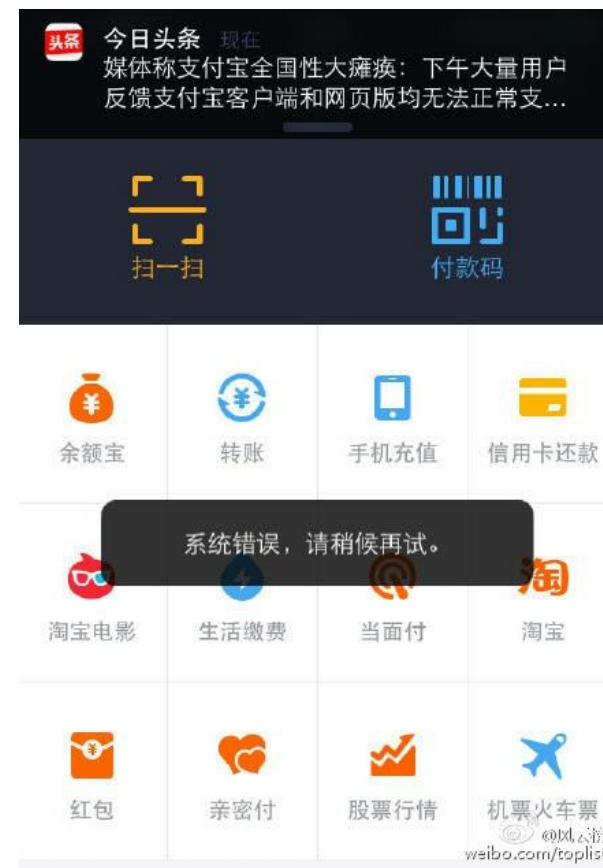 头条
今日头条 现在
媒体称支付宝全国性大瘫痪：下午大量用户
反馈支付宝客户端和网页版均无法正常支...
扫一扫
付款码
余额宝
转账
手机充值
信用卡还款
系统错误，请稍候再试。
淘
淘宝电影
生活缴费
当面付
淘宝
红包
亲密付
股票行情
机票火车票
weibo.com/toplis